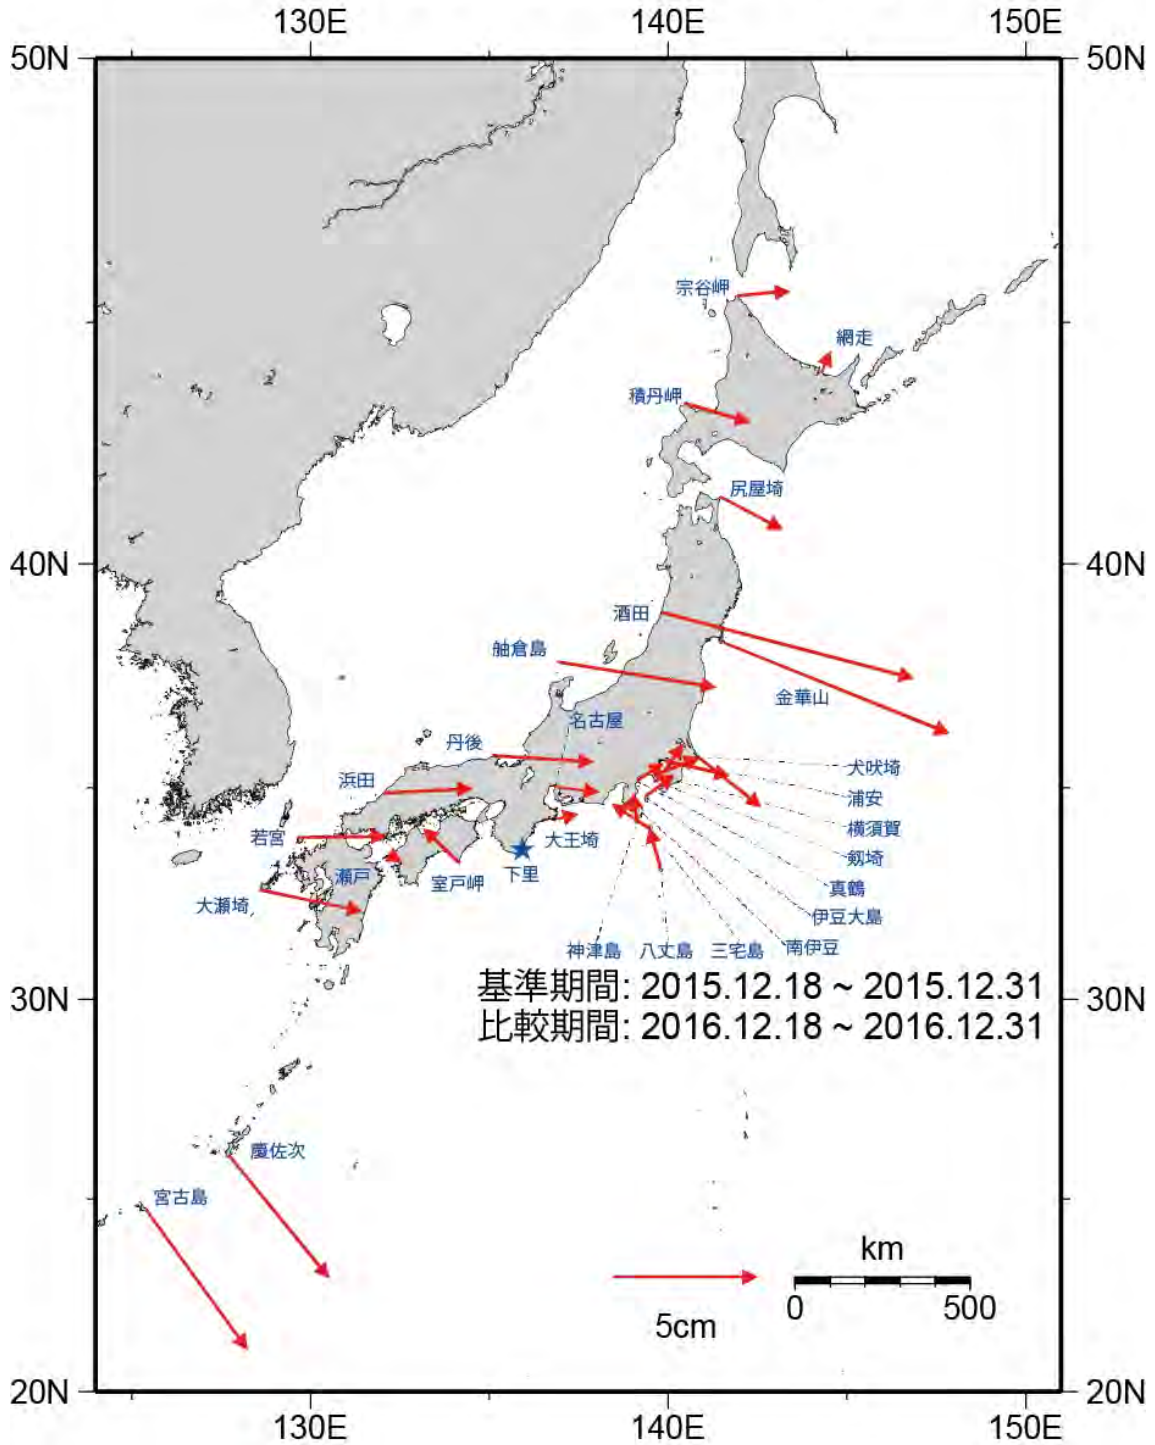 130E 140E 150E
50N 50N
宗谷岬
網走
積丹岬
尻屋埼
40N 40N
酒田
舳倉島
金華山
名古屋
丹後
犬吠埼
浜田
浦安
若宮
大王埼
横須賀
瀬戸
室戸岬
下里
剱埼
真鶴
大瀬埼
伊豆大島
神津島 八丈島 三宅島 南伊豆
基準期間: 2015.12.18 ~ 2015.12.31
30N 30N
比較期間: 2016.12.18 ~ 2016.12.31
慶佐次
宮古島
km
0 500
5cm
20N 20N
130E 140E 150E